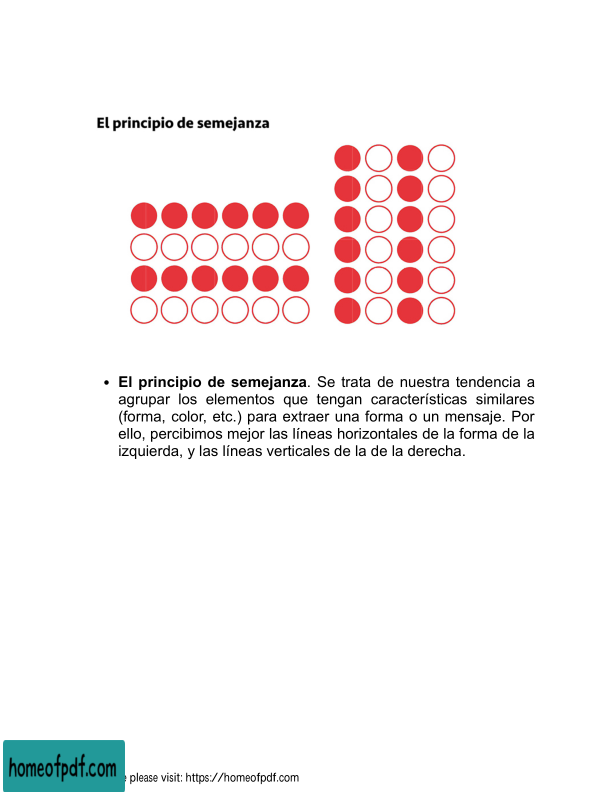 El principio de semejanza
• El principio de semejanza. Se trata de nuestra tendencia a
agrupar los elementos que tengan características similares
(forma, color, etc.) para extraer una forma o un mensaje. Por
ello, percibimos mejor las líneas horizontales de la forma de la
izquierda, y las líneas verticales de la de la derecha.
homeofpdf.com
please visit: https://homeofpdf.com